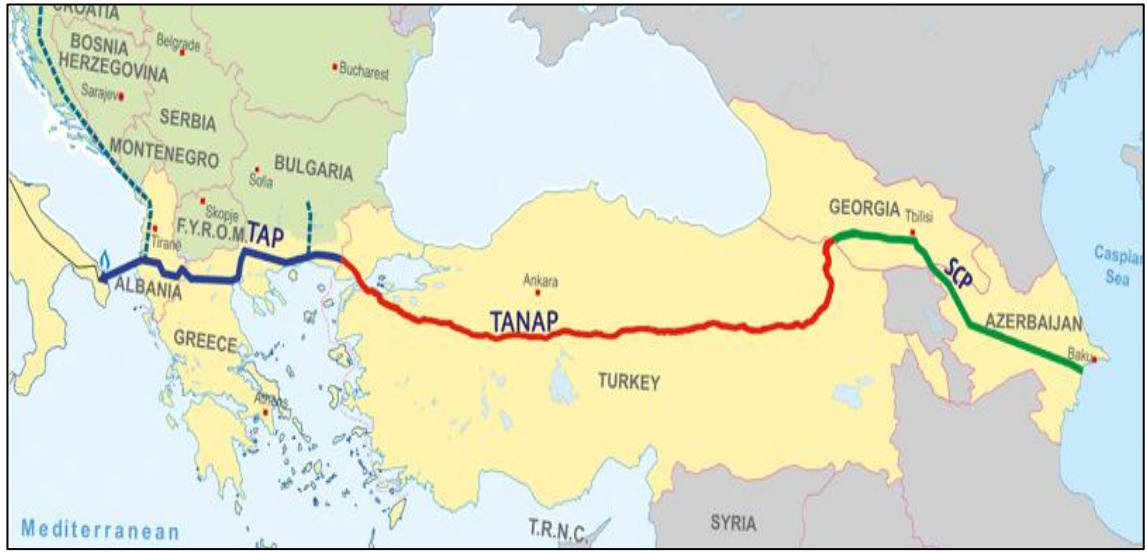 CROATIA
BOSNIA
HERZEGOVINA
Belgrade
Bucharest
Sarajevo
SERBIA
MONTENEGRO
BULGARIA
Sofia
Skopje
F.Y.R.O.M.
TAP
Tirane
ALBANIA
GREECE
Athens
Ankara
TANAP
TURKEY
GEORGIA
Tbilisi
SCP
AZERBAIJAN
Baku
Caspian
Sea
Mediterranean
T.R.N.C.
SYRIA